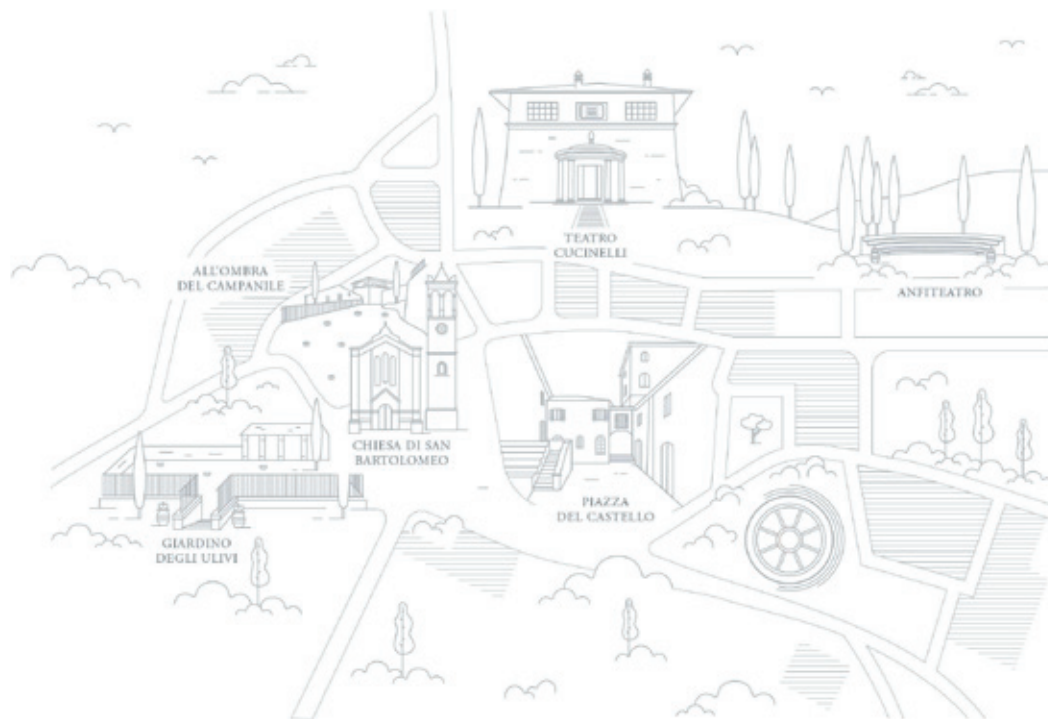 TEATRO
CUCINELLI
ALL'OMBRA
DEL CAMPANILE
ANFITEATRO
CHIESA DI SAN
BARTOLOMEO
PIAZZA
DEL CASTELLO
GIARDINO
DEGLI ULIVI